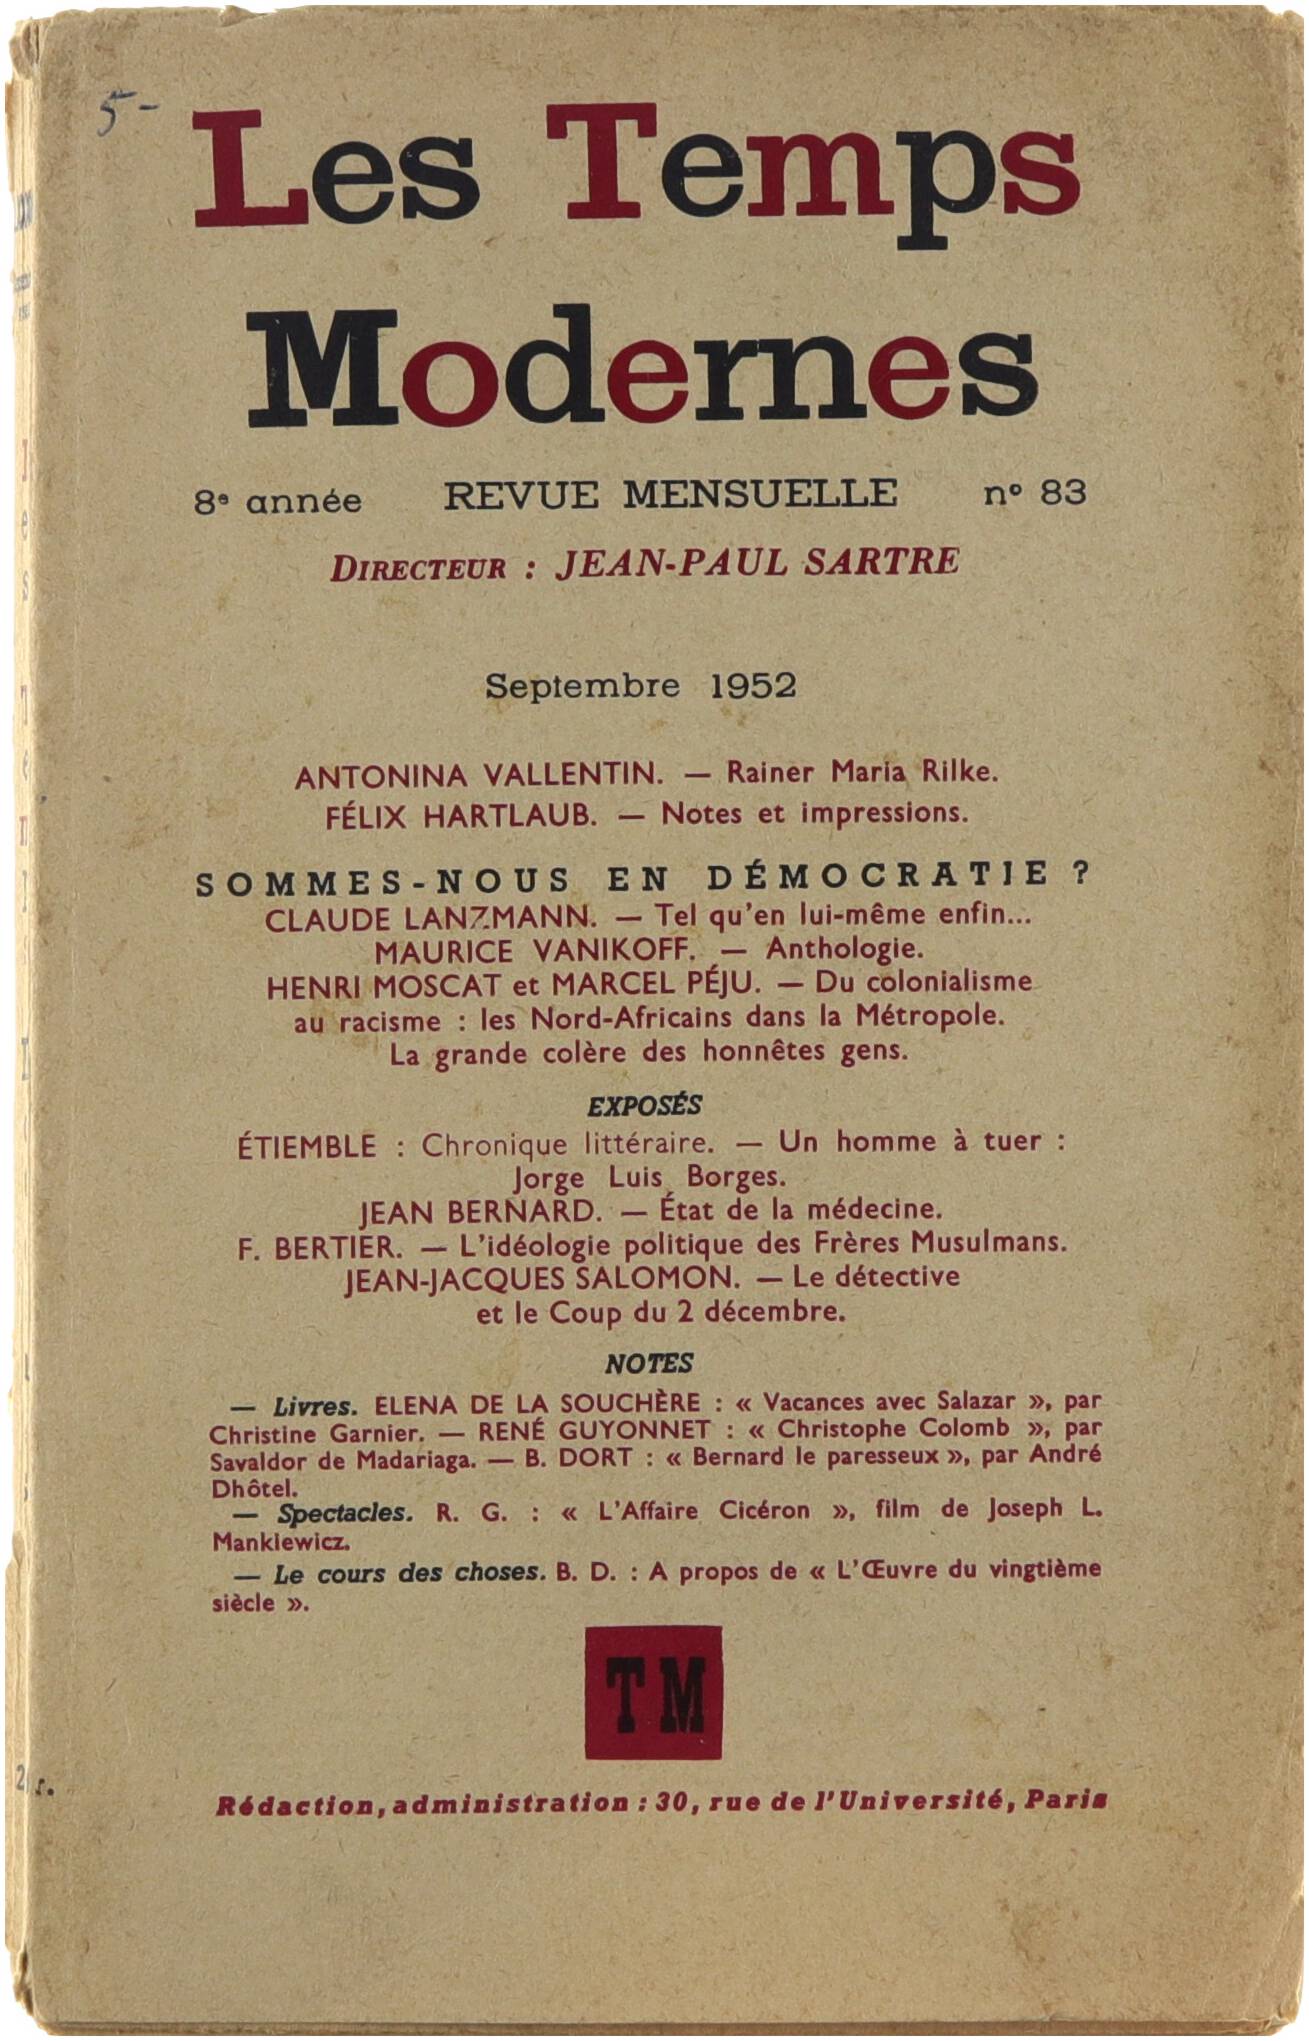 5-
Les Temps
Modernes
8e année REVUE MENSUELLE nº 83
DIRECTEUR : JEAN-PAUL SARTRE
Septembre 1952
ANTONINA VALLENTIN. — Rainer Maria Rilke.
FÉLIX HARTLAUB. — Notes et impressions.
SOMMES-NOUS EN DÉMOCRATIE ?
CLAUDE LANZMANN. — Tel qu'en lui-même enfin...
MAURICE VANIKOFF. — Anthologie.
HENRI MOSCAT et MARCEL PÉJU. — Du colonialisme
au racisme : les Nord-Africains dans la Métropole.
La grande colère des honnêtes gens.
EXPOSÉS
ÉTIEMBLE : Chronique littéraire. — Un homme à tuer :
Jorge Luis Borges.
JEAN BERNARD. — État de la médecine.
F. BERTIER. — L'idéologie politique des Frères Musulmans.
JEAN-JACQUES SALOMON. — Le détective
et le Coup du 2 décembre.
NOTES
— Livres. ELENA DE LA SOUCHÈRE : « Vacances avec Salazar », par
Christine Garnier. — RENÉ GUYONNET : « Christophe Colomb », par
Savaldor de Madariaga. — B. DORT : « Bernard le paresseux », par André
Dhôtel.
— Spectacles. R. G. : « L'Affaire Cicéron », film de Joseph L.
Mankiewicz.
— Le cours des choses. B. D. : A propos de « L'Œuvre du vingtième
siècle ».
TM
Rédaction, administration : 30, rue de l'Université, Paris